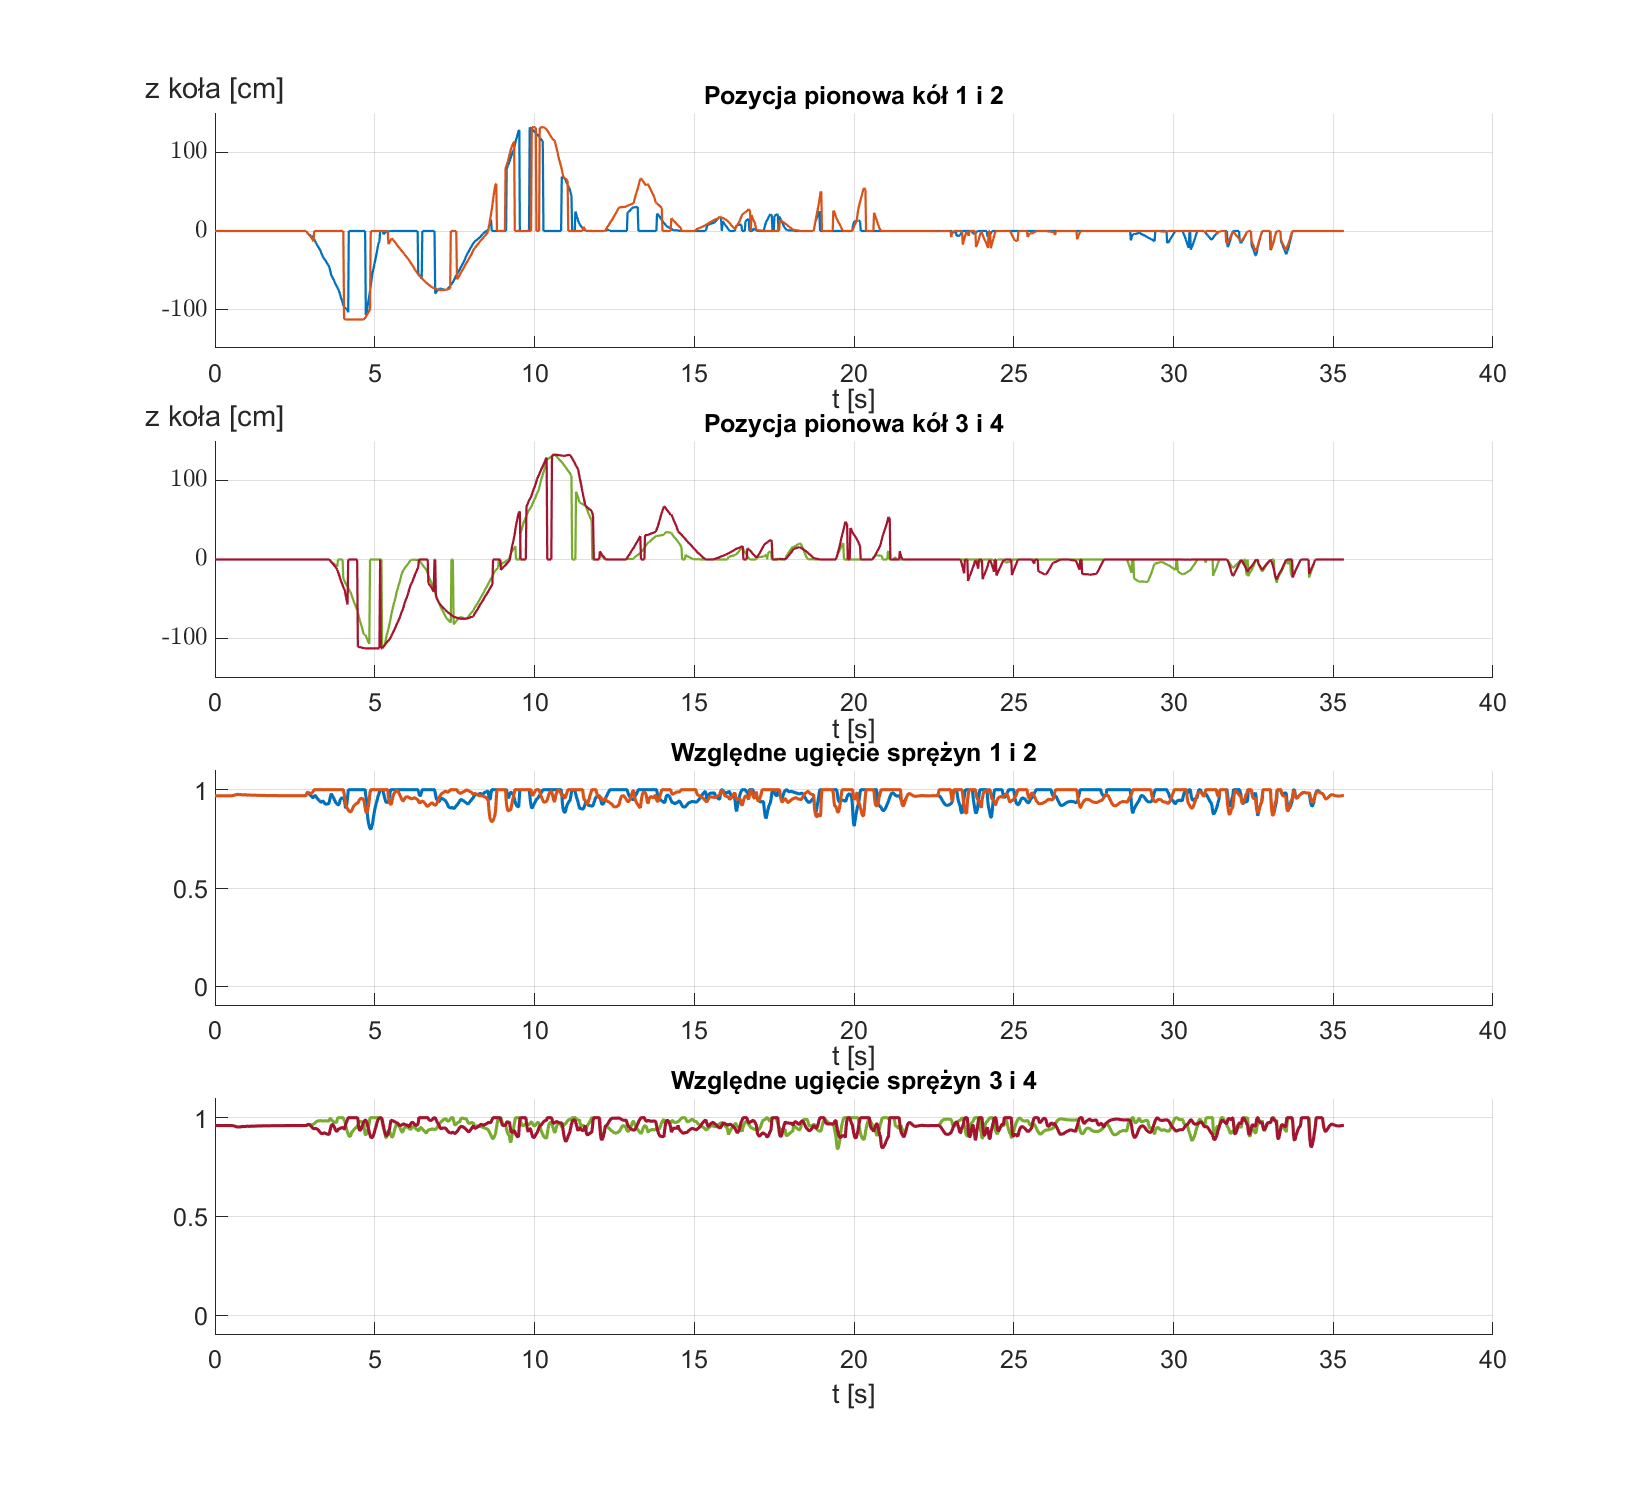 z koła [cm]
Pozycja pionowa kół 1 i 2
100
0
-100
0 5 10 15 20 25 30 35 40
t [s]
z koła [cm]
Pozycja pionowa kół 3 i 4
100
0
-100
0 5 10 15 20 25 30 35 40
t [s]
Względne ugięcie sprężyn 1 i 2
1
0.5
0
0 5 10 15 20 25 30 35 40
t [s]
Względne ugięcie sprężyn 3 i 4
1
0.5
0
0 5 10 15 20 25 30 35 40
t [s]